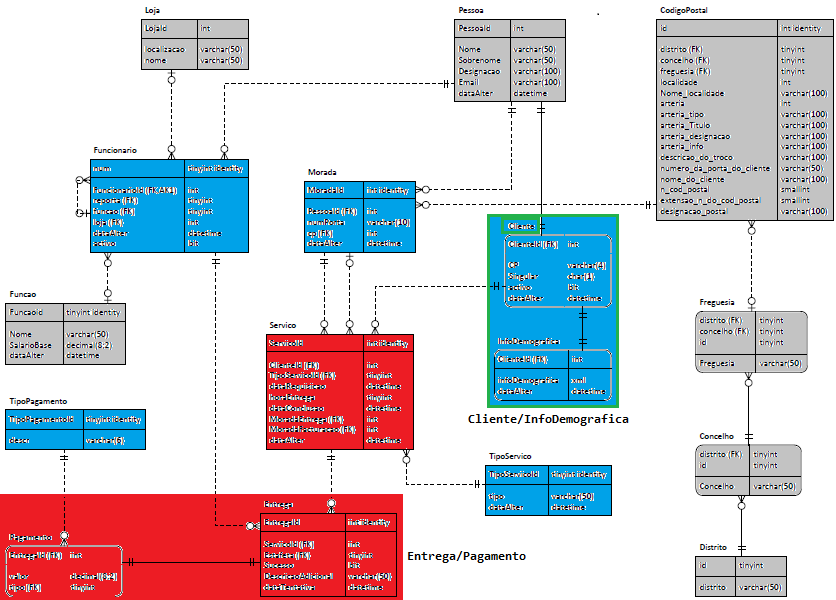 Loja
LojaId int
localizacao varchar(50)
nome varchar(50)
Pessoa
PessoaId int
Nome varchar(50)
Sobrenome varchar(50)
Designacao varchar(100)
Email varchar(100)
dataAlter datetime
CodigoPostal
id int identity
distrito (FK) tinyint
concelho (FK) tinyint
freguesia (FK) tinyint
localidade int
Nome_localidade varchar(100)
arteria int
arteria_tipo varchar(100)
arteria_Titulo varchar(100)
arteria_designacao varchar(100)
arteria_info varchar(100)
descricao_do_troco varchar(100)
numero_da_porta_do_cliente varchar(50)
nome_do_cliente varchar(100)
n_cod_postal smallint
extensao_n_do_cod_postal smallint
designacao_postal varchar(100)
Funcionario
num tinyint identity
FuncionarioId (FK)(AK1) int
reporta (FK) tinyint
funcao (FK) tinyint
loja (FK) int
dataAlter datetime
activo bit
Morada
MoradaId int identity
PessoaId (FK) int
numPorta varchar(10)
cp (FK) int
dataAlter datetime
Cliente
ClienteId (FK) int
CP varchar(4)
Singular char(1)
activo bit
dataAlter datetime
InfoDemografica
ClienteId (FK) int
infoDemografica xml
dataAlter datetime
Cliente/InfoDemografica
Funcao
FuncaoId tinyint identity
Nome varchar(50)
SalarioBase decimal(8;2)
dataAlter datetime
Servico
ServicoId int identity
ClienteId (FK) int
TipoServicoId (FK) tinyint
dataRequisicao datetime
horaEntrega tinyint
dataConclusao datetime
MoradaEntrega (FK) int
MoradaFacturacao (FK) int
dataAlter datetime
Freguesia
distrito (FK) tinyint
concelho (FK) tinyint
id tinyint
Freguesia varchar(50)
TipoPagamento
TipoPagamentoId tinyint identity
descr varchar(6)
Concelho
distrito (FK) tinyint
id tinyint
Concelho varchar(50)
TipoServico
TipoServicoId tinyint identity
tipo varchar(50)
dataAlter datetime
Entrega
EntregaId int identity
ServicoId (FK) int
Estafeta (FK) tinyint
Sucesso bit
DescricaoAdicional varchar(50)
dataTentativa datetime
Entrega/Pagamento
Pagamento
EntregaId (FK) int
valor
tipo (FK) tinyint
Distrito
id tinyint
distrito varchar(50)